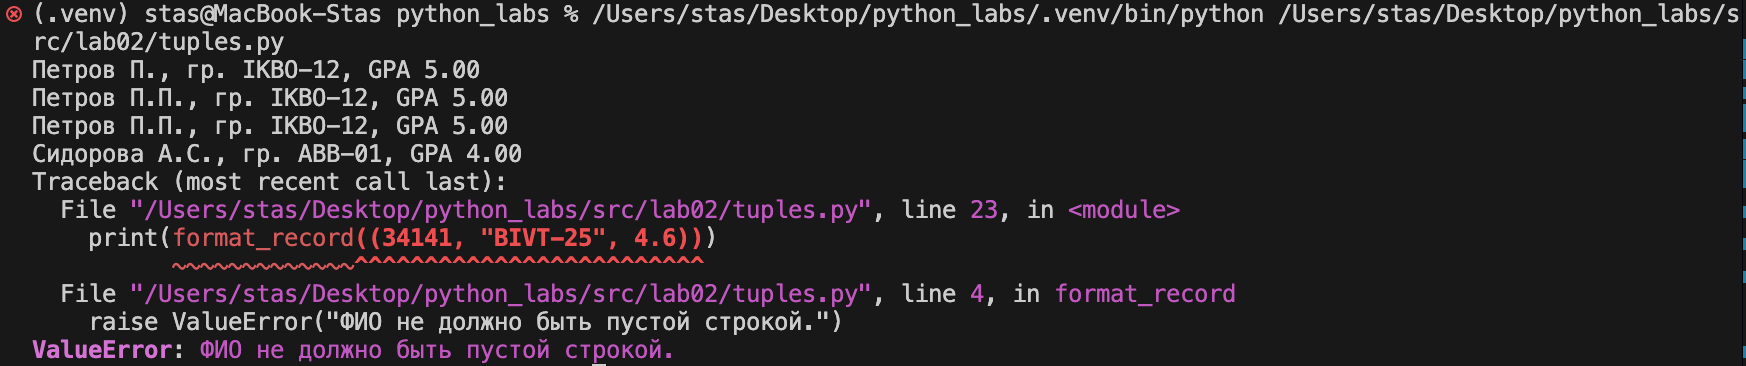 (.venv) stas@MacBook-Stas python_labs % /Users/stas/Desktop/python_labs/.venv/bin/python /Users/stas/Desktop/python_labs/s
rc/lab02/tuples.py
Петров П., гр. IKBO-12, GPA 5.00
Петров П.П., гр. IKBO-12, GPA 5.00
Петров П.П., гр. IKBO-12, GPA 5.00
Сидорова А.С., гр. ABB-01, GPA 4.00
Traceback (most recent call last):
  File "/Users/stas/Desktop/python_labs/src/lab02/tuples.py", line 23, in <module>
    print(format_record((34141, "BIVT-25", 4.6)))
          ~~~~~~~~~~~~~^^^^^^^^^^^^^^^^^^^^^^^^^
  File "/Users/stas/Desktop/python_labs/src/lab02/tuples.py", line 4, in format_record
    raise ValueError("ФИО не должно быть пустой строкой.")
ValueError: ФИО не должно быть пустой строкой.